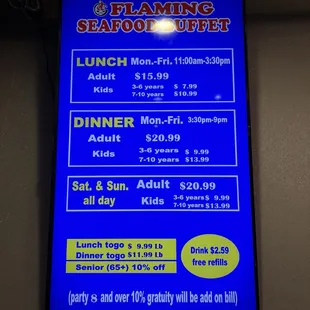 FLAMING
SEAFOOD BUFFET
LUNCH Mon.-Fri. 11:00am-3:30pm
Adult $15.99
Kids 3-6 years $ 7.99
7-10 years $10.99
DINNER Mon.-Fri. 3:30pm-9pm
Adult $20.99
Kids 3-6 years $ 9.99
7-10 years $13.99
Sat. & Sun. Adult $20.99
all day Kids 3-6 years $ 9.99
7-10 years $13.99
Lunch togo $ 9.99 Lb
Dinner togo $11.99 Lb
Senior (65+) 10% off
Drink $2.59
free refills
(party 8 and over 10% gratuity will be add on bill)